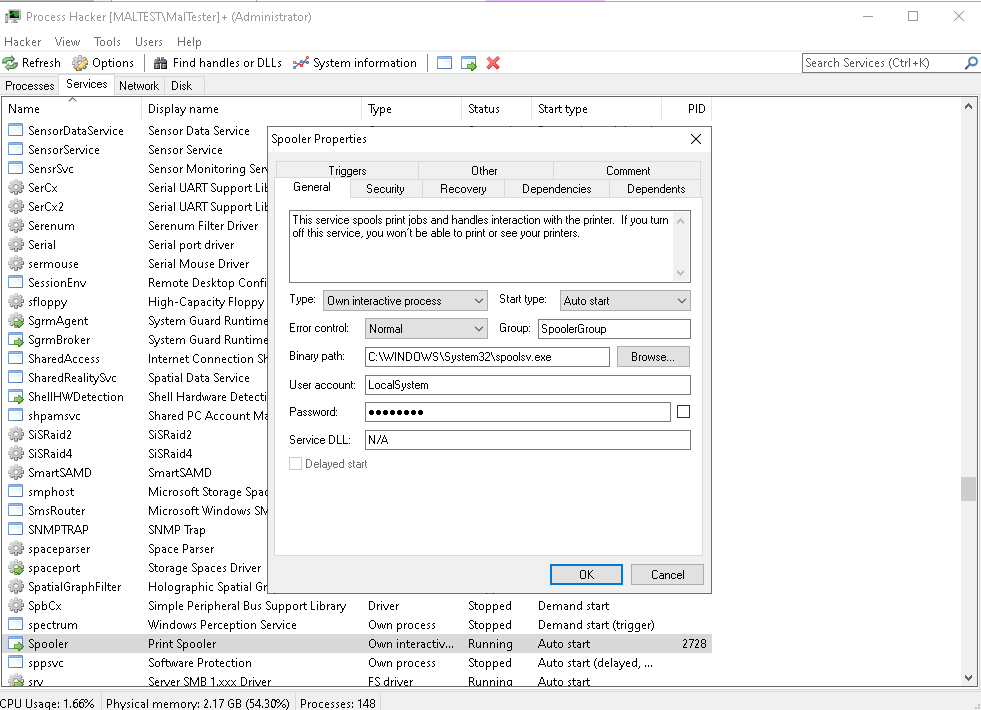 Process Hacker [MALTEST\MalTester]+ (Administrator)
Hacker View Tools Users Help
Refresh Options Find handles or DLLs System information Search Services (Ctrl+K)
Processes Services Network Disk
Name Display name Type Status Start type PID
SensorDataService Sensor Data Service
SensorService Sensor Service
SensrSvc Sensor Monitoring Ser
SerCx Serial UART Support Lib
SerCx2 Serial UART Support Lib
Serenum Serenum Filter Driver
Serial Serial port driver
sermouse Serial Mouse Driver
SessionEnv Remote Desktop Confi
sfloppy High-Capacity Floppy
SgrmAgent System Guard Runtime
SgrmBroker System Guard Runtime
SharedAccess Internet Connection Sh
SharedRealitySvc Spatial Data Service
ShellHWDetection Shell Hardware Detecti
shpamsvc Shared PC Account Ma
SiSRaid2 SiSRaid2
SiSRaid4 SiSRaid4
SmartSAMD SmartSAMD
smphost Microsoft Storage Spac
SmsRouter Microsoft Windows SM
SNMPTRAP SNMP Trap
spaceparser Space Parser
spaceport Storage Spaces Driver
SpatialGraphFilter Holographic Spatial Gr
SpbCx Simple Peripheral Bus Support Library Driver Stopped Demand start
spectrum Windows Perception Service Own process Stopped Demand start (trigger)
Spooler Print Spooler Own interactiv... Running Auto start 2728
sppsvc Software Protection Own process Stopped Auto start (delayed, ...
srv Server SMB 1.xxx Driver FS driver Running Auto start
Spooler Properties
Triggers Other Comment
General Security Recovery Dependencies Dependents
This service spools print jobs and handles interaction with the printer. If you turn
off this service, you won't be able to print or see your printers.
Type: Own interactive process Start type: Auto start
Error control: Normal Group: SpoolerGroup
Binary path: C:\WINDOWS\System32\spoolsv.exe Browse...
User account: LocalSystem
Password: ●●●●●●●●
Service DLL: N/A
Delayed start
OK Cancel
CPU Usage: 1.66% Physical memory: 2.17 GB (54.30%) Processes: 148